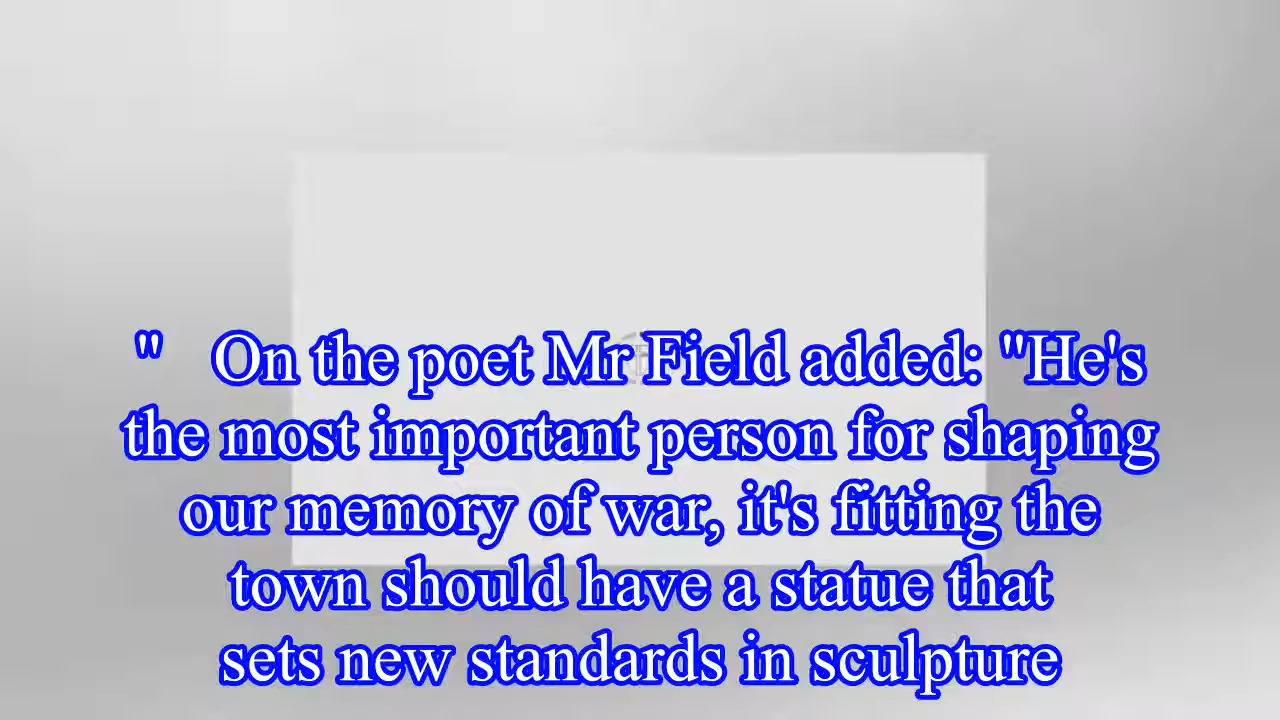 "   On the poet Mr Field added: "He's
the most important person for shaping
our memory of war, it's fitting the
town should have a statue that
sets new standards in sculpture